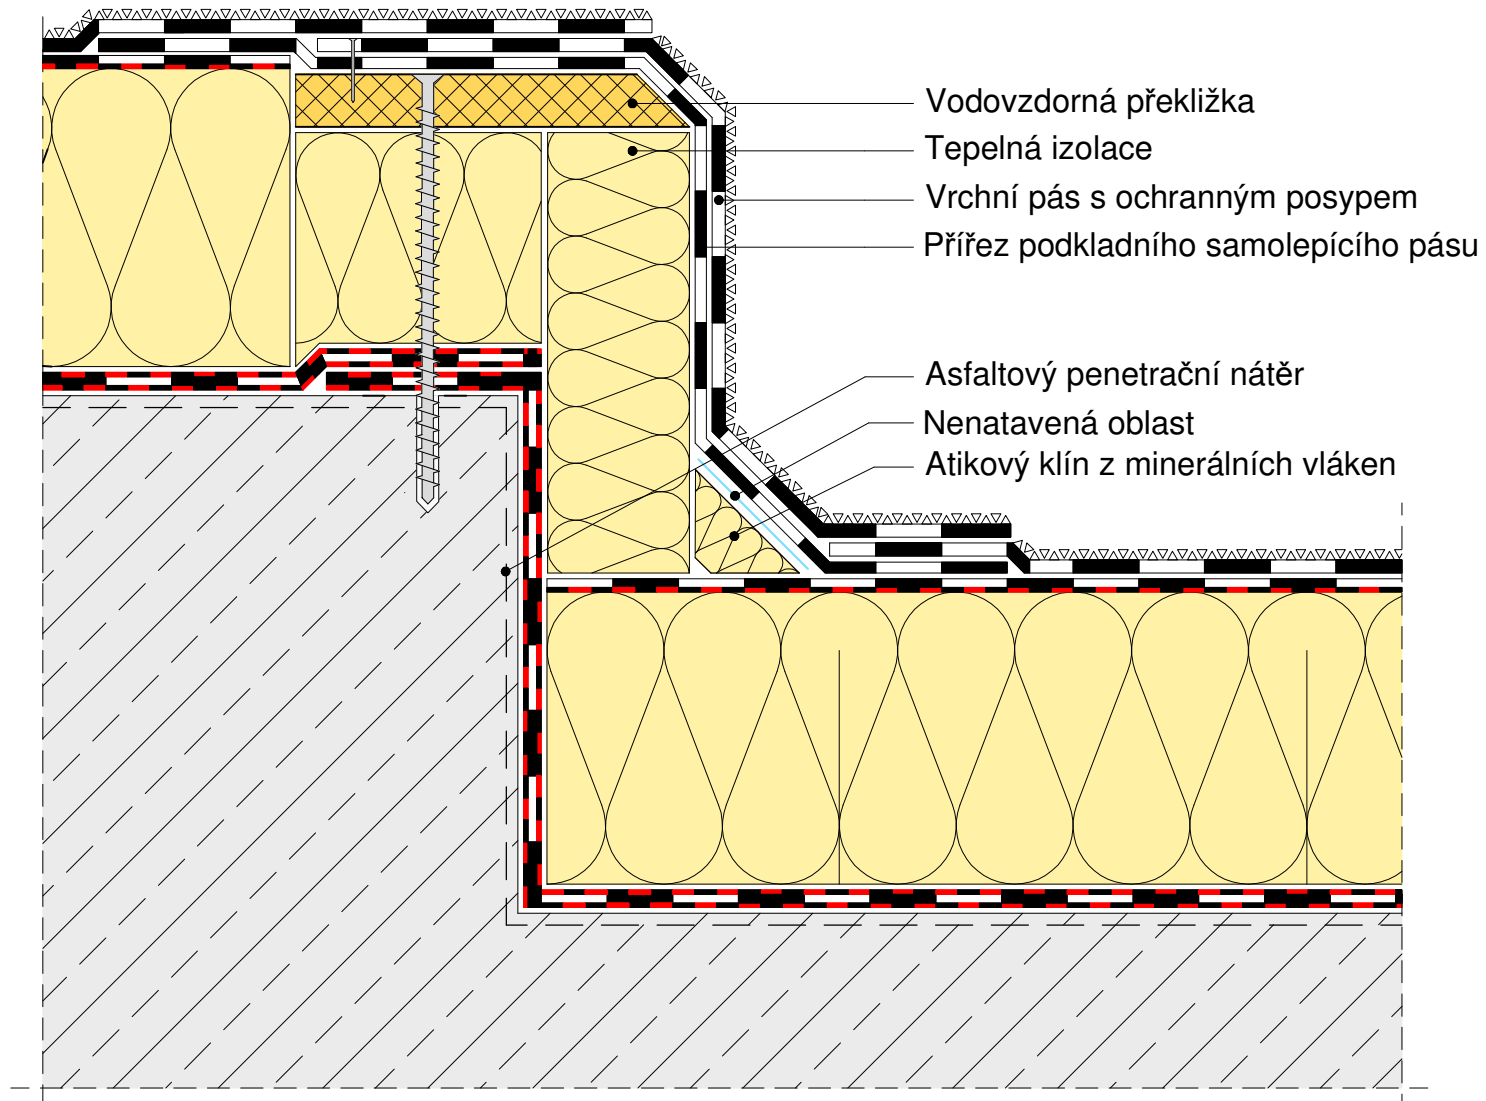 Vodovzdorná překližka
Tepelná izolace
Vrchní pás s ochranným posypem
Přířez podkladního samolepícího pásu
Asfaltový penetrační nátěr
Nenatavená oblast
Atikový klín z minerálních vláken